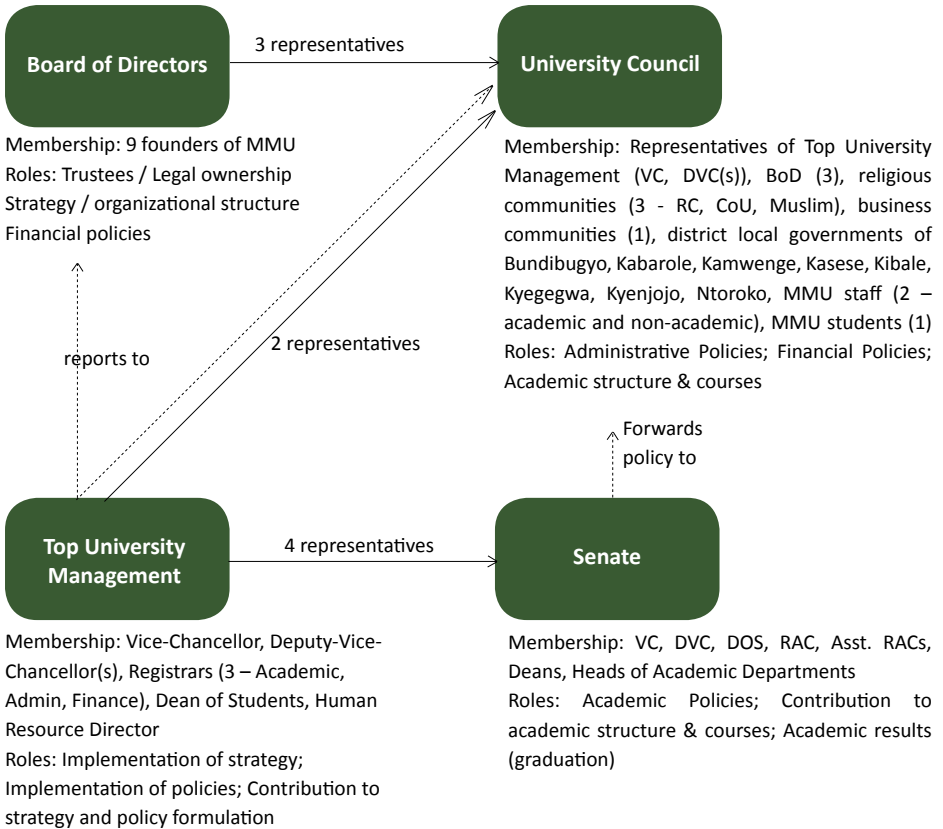 3 representatives
Board of Directors
University Council
Membership: 9 founders of MMU
Roles: Trustees / Legal ownership
Strategy / organizational structure
Financial policies
Membership: Representatives of Top University
Management (VC, DVC(s)), BoD (3), religious
communities (3 - RC, CoU, Muslim), business
communities (1), district local governments of
Bundibugyo, Kabarole, Kamwenge, Kasese, Kibale,
Kyegegwa, Kyenjojo, Ntoroko, MMU staff (2 –
academic and non-academic), MMU students (1)
Roles: Administrative Policies; Financial Policies;
Academic structure & courses
reports to
2 representatives
Forwards
policy to
Top University
Management
4 representatives
Senate
Membership: Vice-Chancellor, Deputy-Vice-
Chancellor(s), Registrars (3 – Academic,
Admin, Finance), Dean of Students, Human
Resource Director
Roles: Implementation of strategy;
Implementation of policies; Contribution to
strategy and policy formulation
Membership: VC, DVC, DOS, RAC, Asst. RACs,
Deans, Heads of Academic Departments
Roles: Academic Policies; Contribution to
academic structure & courses; Academic results
(graduation)